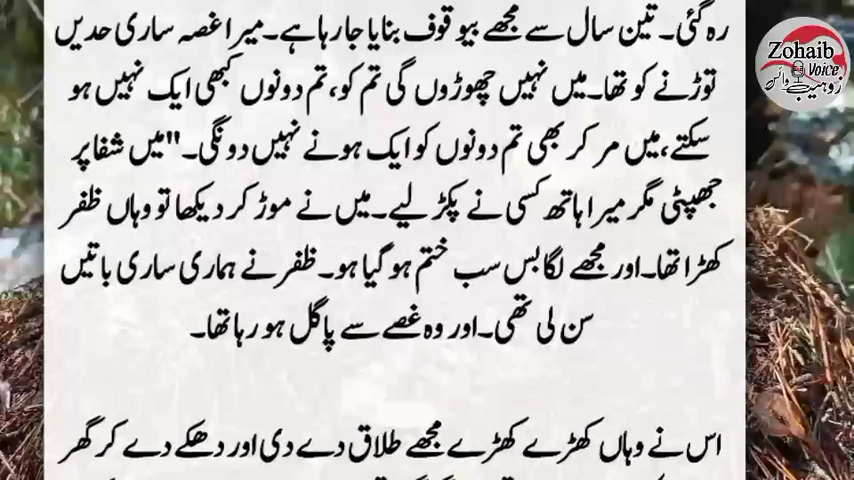 رہ گئی۔ تین سال سے مجھے بیوقوف بنایا جا رہا ہے۔ میرا غصہ ساری حدیں
توڑنے کو تھا۔ میں نہیں چھوڑوں گی تم کو، تم دونوں کبھی ایک نہیں ہو
سکتے، میں مر کر بھی تم دونوں کو ایک ہونے نہیں دونگی۔" میں شفا پر
جھپٹی مگر میرا ہاتھ کسی نے پکڑ لیے۔ میں نے موڑ کر دیکھا تو وہاں ظفر
کھڑا تھا۔ اور مجھے لگا بس سب ختم ہو گیا ہو۔ ظفر نے ہماری ساری باتیں
سن لی تھی۔ اور وہ غصے سے پاگل ہو رہا تھا۔
اس نے وہاں کھڑے کھڑے مجھے طلاق دے دی اور دھکے دے کر گھر
Zohaib
Voice
زوہیب وائس